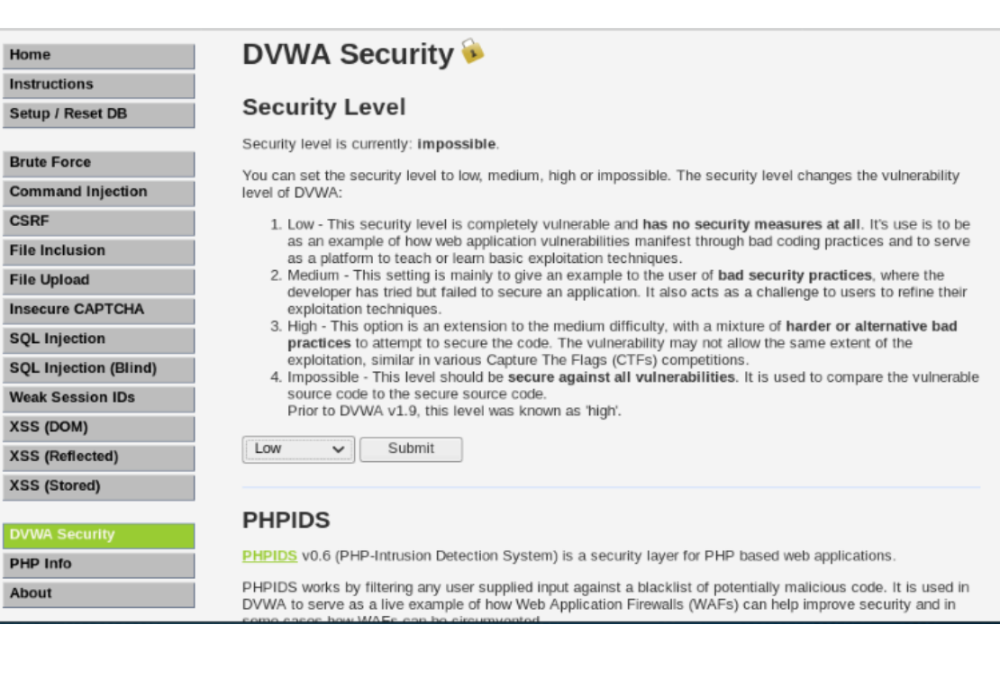 Home
Instructions
Setup / Reset DB
Brute Force
Command Injection
CSRF
File Inclusion
File Upload
Insecure CAPTCHA
SQL Injection
SQL Injection (Blind)
Weak Session IDs
XSS (DOM)
XSS (Reflected)
XSS (Stored)
DVWA Security
PHP Info
About
DVWA Security
Security Level
Security level is currently: impossible.
You can set the security level to low, medium, high or impossible. The security level changes the vulnerability
level of DVWA:
1. Low - This security level is completely vulnerable and has no security measures at all. It's use is to be
as an example of how web application vulnerabilities manifest through bad coding practices and to serve
as a platform to teach or learn basic exploitation techniques.
2. Medium - This setting is mainly to give an example to the user of bad security practices, where the
developer has tried but failed to secure an application. It also acts as a challenge to users to refine their
exploitation techniques.
3. High - This option is an extension to the medium difficulty, with a mixture of harder or alternative bad
practices to attempt to secure the code. The vulnerability may not allow the same extent of the
exploitation, similar in various Capture The Flags (CTFs) competitions.
4. Impossible - This level should be secure against all vulnerabilities. It is used to compare the vulnerable
source code to the secure source code.
Prior to DVWA v1.9, this level was known as 'high'.
Low
Submit
PHPIDS
PHPIDS v0.6 (PHP-Intrusion Detection System) is a security layer for PHP based web applications.
PHPIDS works by filtering any user supplied input against a blacklist of potentially malicious code. It is used in
DVWA to serve as a live example of how Web Application Firewalls (WAFs) can help improve security and in
some cases how WAFs can be circumvented